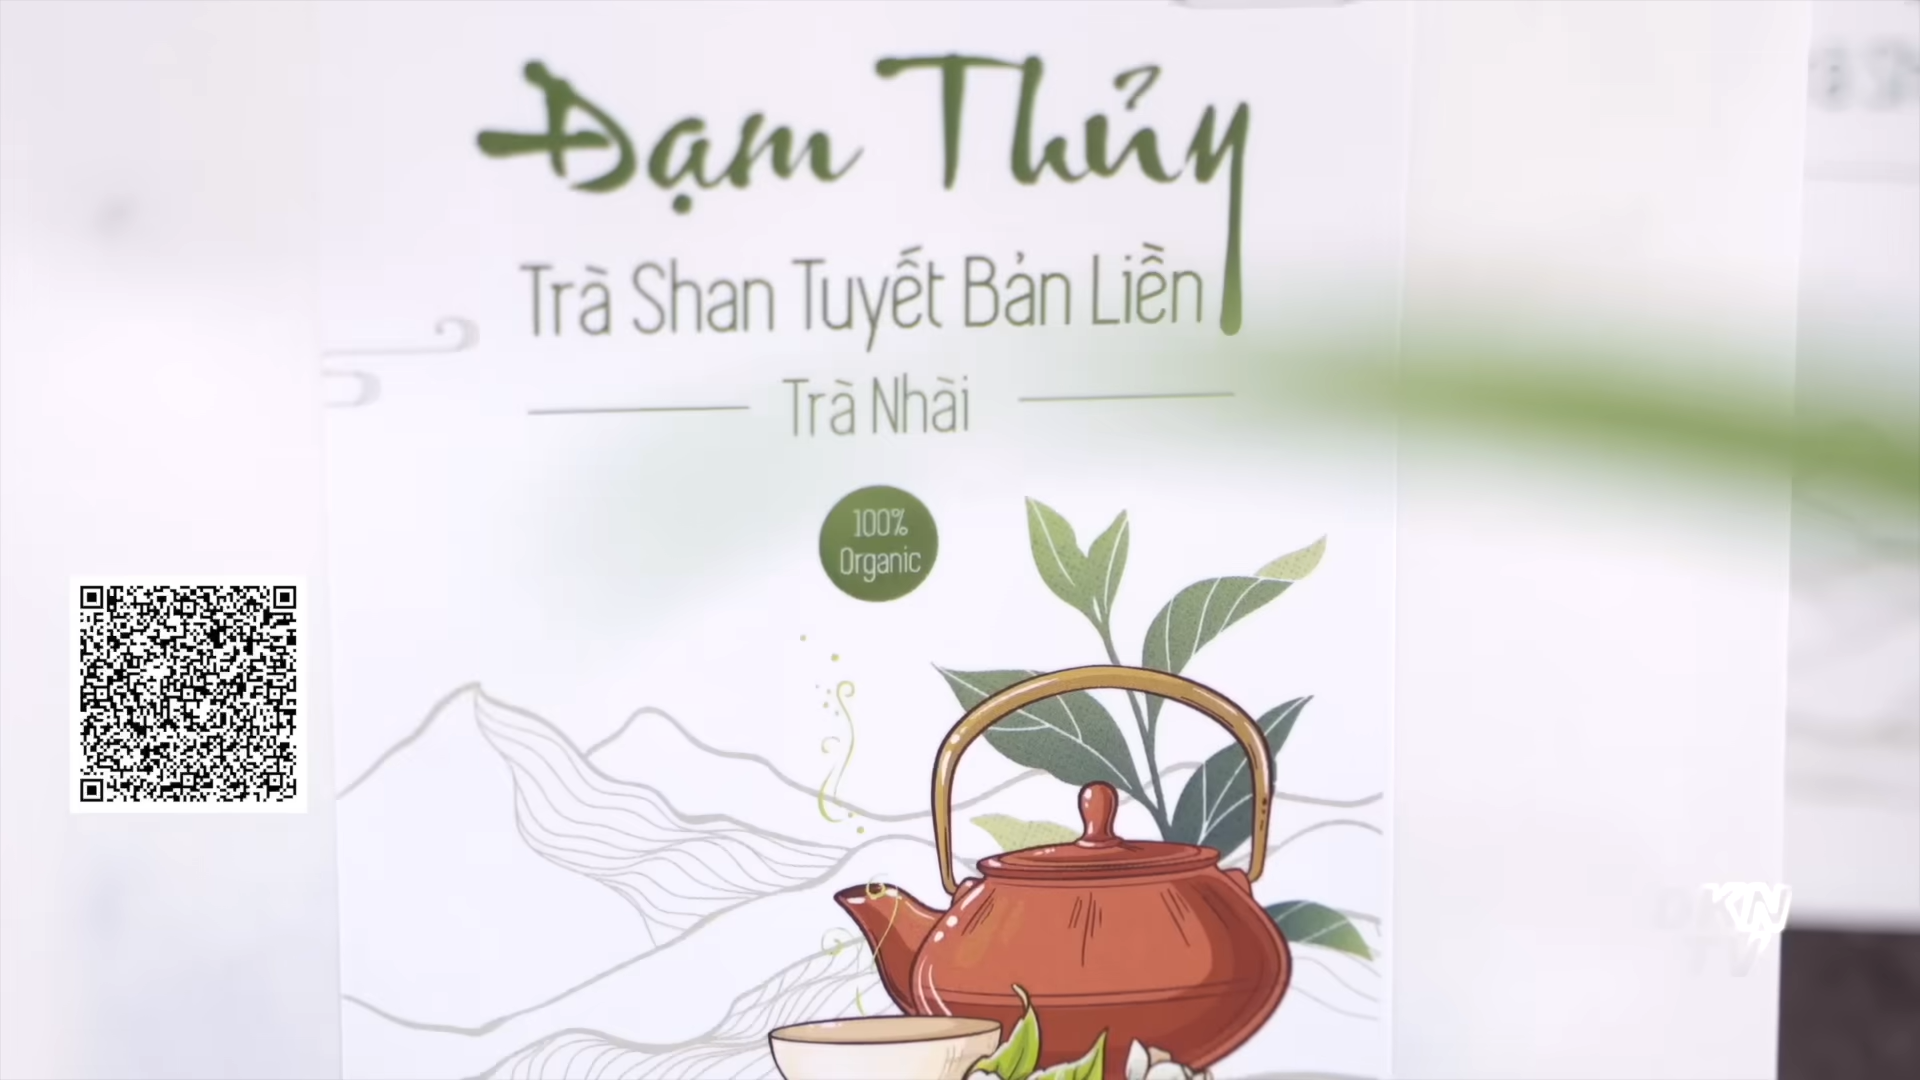 Đạm Thủy
Trà Shan Tuyết Bản Liền
Trà Nhài
100%
Organic